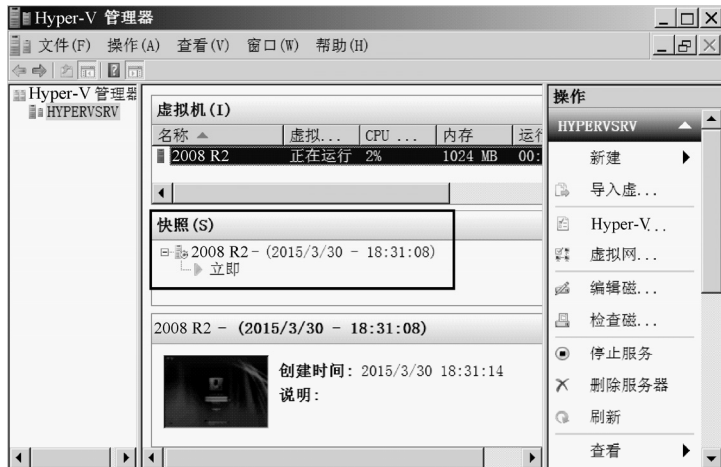 Hyper-V 管理器
文件(F) 操作(A) 查看(V) 窗口(W) 帮助(H)
Hyper-V 管理器
HYPERVSRV
虚拟机(I)
名称 虚拟... CPU ... 内存 运行
2008 R2 正在运行 2% 1024 MB 00:
快照(S)
2008 R2 - (2015/3/30 - 18:31:08)
立即
2008 R2 - (2015/3/30 - 18:31:08)
创建时间: 2015/3/30 18:31:14
说明:
操作
HYPERVSRV
新建
导入虚...
Hyper-V...
虚拟网...
编辑磁...
检查磁...
停止服务
删除服务器
刷新
查看